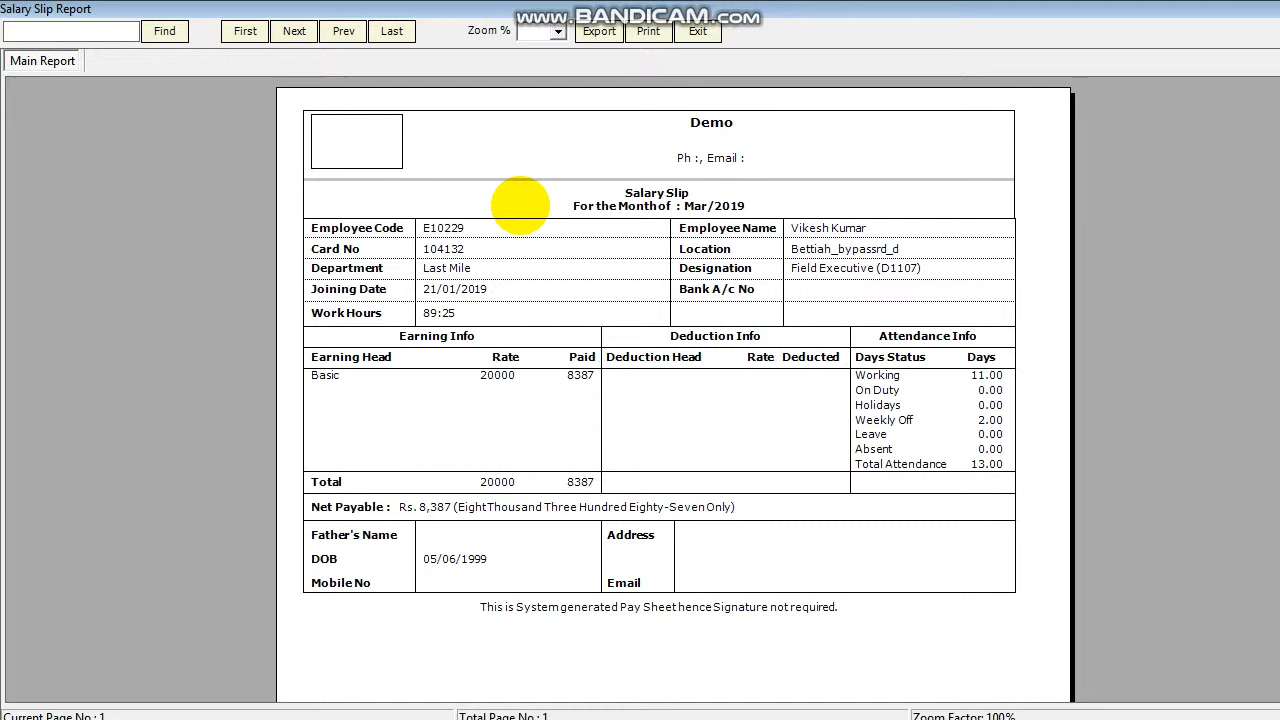 Salary Slip Report
www.BANDICAM.com
Find First Next Prev Last Zoom % Export Print Exit
Main Report
Demo
Ph :, Email :
Salary Slip
For the Month of : Mar/2019
Employee Code E10229 Employee Name Vikesh Kumar
Card No 104132 Location Bettiah_bypassrd_d
Department Last Mile Designation Field Executive (D1107)
Joining Date 21/01/2019 Bank A/c No
Work Hours 89:25
Earning Info Deduction Info Attendance Info
Earning Head Rate Paid Deduction Head Rate Deducted Days Status Days
Basic 20000 8387 Working 11.00
On Duty 0.00
Holidays 0.00
Weekly Off 2.00
Leave 0.00
Absent 0.00
Total Attendance 13.00
Total 20000 8387
Net Payable : Rs. 8,387 (Eight Thousand Three Hundred Eighty-Seven Only)
Father's Name Address
DOB 05/06/1999
Mobile No Email
This is System generated Pay Sheet hence Signature not required.
Current Page No : 1 Total Page No : 1 Zoom Factor: 100%